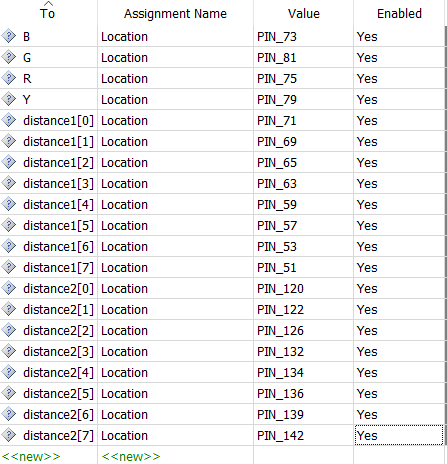 To Assignment Name Value Enabled
B Location PIN_73 Yes
G Location PIN_81 Yes
R Location PIN_75 Yes
Y Location PIN_79 Yes
distance1[0] Location PIN_71 Yes
distance1[1] Location PIN_69 Yes
distance1[2] Location PIN_65 Yes
distance1[3] Location PIN_63 Yes
distance1[4] Location PIN_59 Yes
distance1[5] Location PIN_57 Yes
distance1[6] Location PIN_53 Yes
distance1[7] Location PIN_51 Yes
distance2[0] Location PIN_120 Yes
distance2[1] Location PIN_122 Yes
distance2[2] Location PIN_126 Yes
distance2[3] Location PIN_132 Yes
distance2[4] Location PIN_134 Yes
distance2[5] Location PIN_136 Yes
distance2[6] Location PIN_139 Yes
distance2[7] Location PIN_142 Yes
<<new>> <<new>>